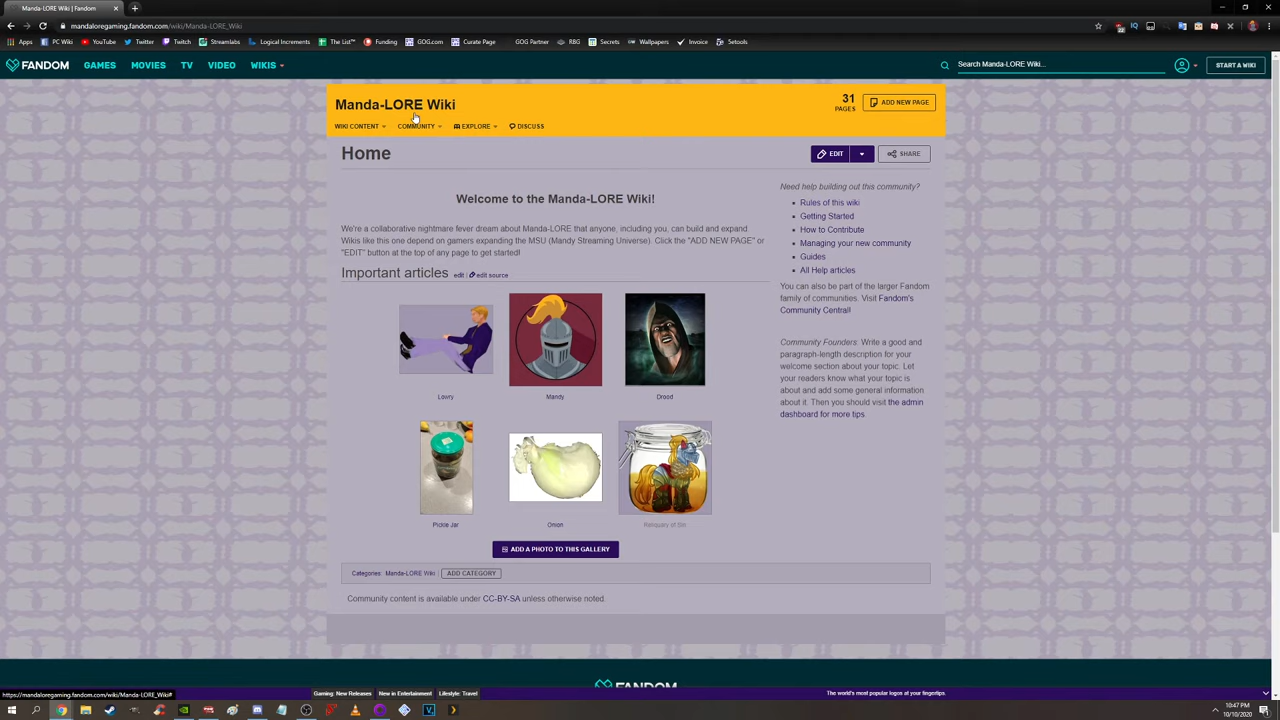 Manda-LORE Wiki | Fandom
mandaloregaming.fandom.com/wiki/Manda-LORE_Wiki
Apps PC Wiki YouTube Twitter Twitch Streamlabs Logical Increments The List™ Funding GOG.com Curate Page GOG Partner RBG Secrets Wallpapers Invoice Setools
FANDOM GAMES MOVIES TV VIDEO WIKIS Search Manda-LORE Wiki... START A WIKI
Manda-LORE Wiki
31
PAGES
ADD NEW PAGE
WIKI CONTENT COMMUNITY EXPLORE DISCUSS
Home
EDIT SHARE
Welcome to the Manda-LORE Wiki!
We're a collaborative nightmare fever dream about Manda-LORE that anyone, including you, can build and expand
Wikis like this one depend on gamers expanding the MSU (Mandy Streaming Universe). Click the "ADD NEW PAGE" or
"EDIT" button at the top of any page to get started!
Important articles edit | edit source
Lowry Mandy Drood
Pickle Jar Onion Reliquary of Sin
ADD A PHOTO TO THIS GALLERY
Categories: Manda-LORE Wiki ADD CATEGORY
Community content is available under CC-BY-SA unless otherwise noted.
Need help building out this community?
Rules of this wiki
Getting Started
How to Contribute
Managing your new community
Guides
All Help articles
You can also be part of the larger Fandom
family of communities. Visit Fandom's
Community Central!
Community Founders: Write a good and
paragraph-length description for your
welcome section about your topic. Let
your readers know what your topic is
about and add some general information
about it. Then you should visit the admin
dashboard for more tips.
FANDOM
https://mandaloregaming.fandom.com/wiki/Manda-LORE_Wiki#
Gaming: New Releases New in Entertainment Lifestyle: Travel The world's most popular logos at your fingertips.
10:47 PM
10/10/2020